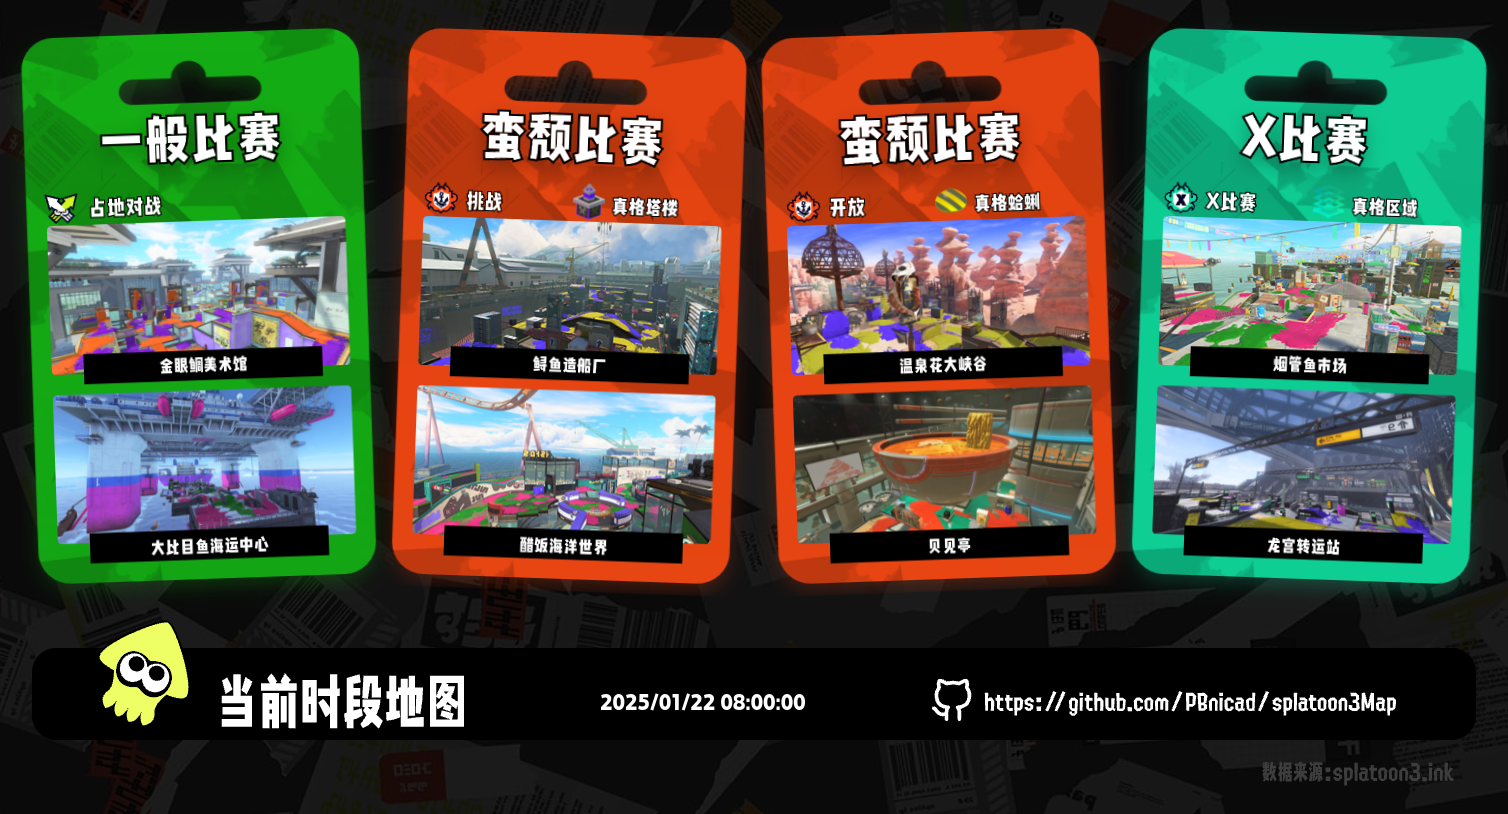 一般比赛
占地对战
金眼鲷美术馆
大比目鱼海运中心
蛮颓比赛
挑战
真格塔楼
鲟鱼造船厂
醋饭海洋世界
蛮颓比赛
开放
真格蛤蜊
温泉花大峡谷
贝见亭
X比赛
X比赛
真格区域
烟管鱼市场
龙宫转运站
当前时段地图
2025/01/22 08:00:00
https://github.com/PBnicad/splatoon3Map
数据来源:splatoon3.ink